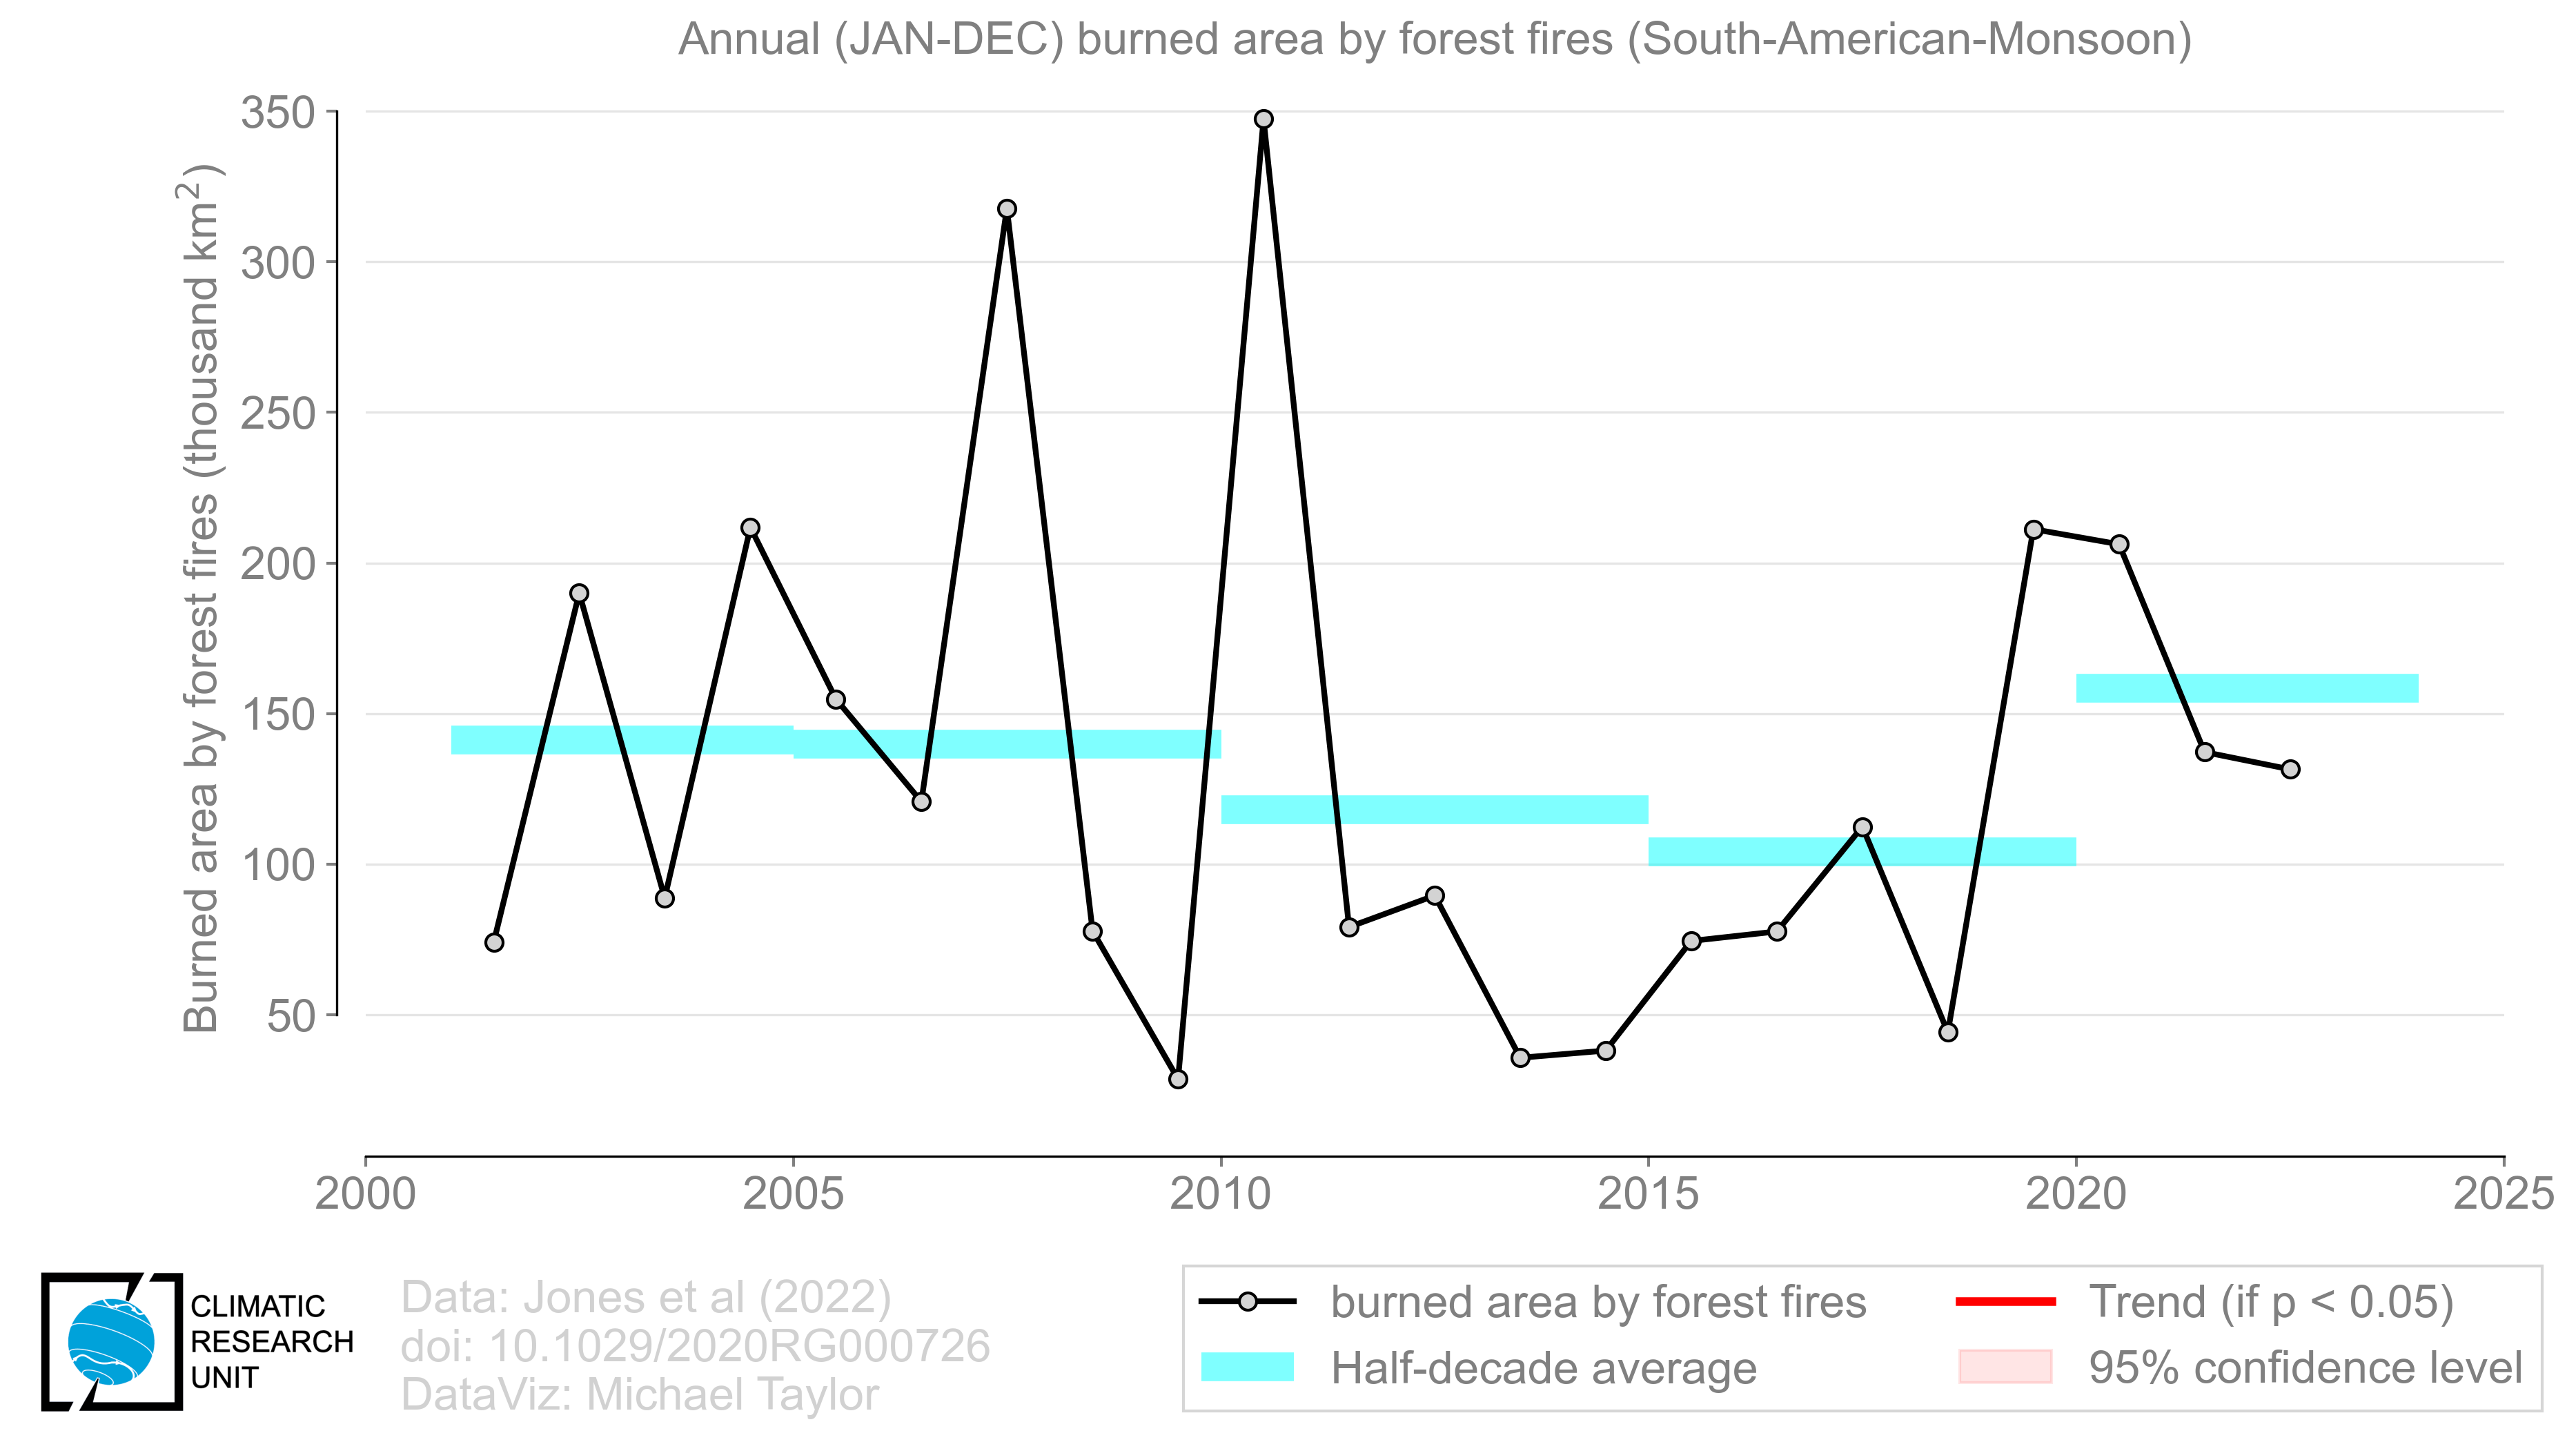 Annual (JAN-DEC) burned area by forest fires (South-American-Monsoon)
Burned area by forest fires (thousand km²)
350
300
250
200
150
100
50
2000
2005
2010
2015
2020
2025
CLIMATIC
RESEARCH
UNIT
Data: Jones et al (2022)
doi: 10.1029/2020RG000726
DataViz: Michael Taylor
burned area by forest fires
Half-decade average
Trend (if p < 0.05)
95% confidence level